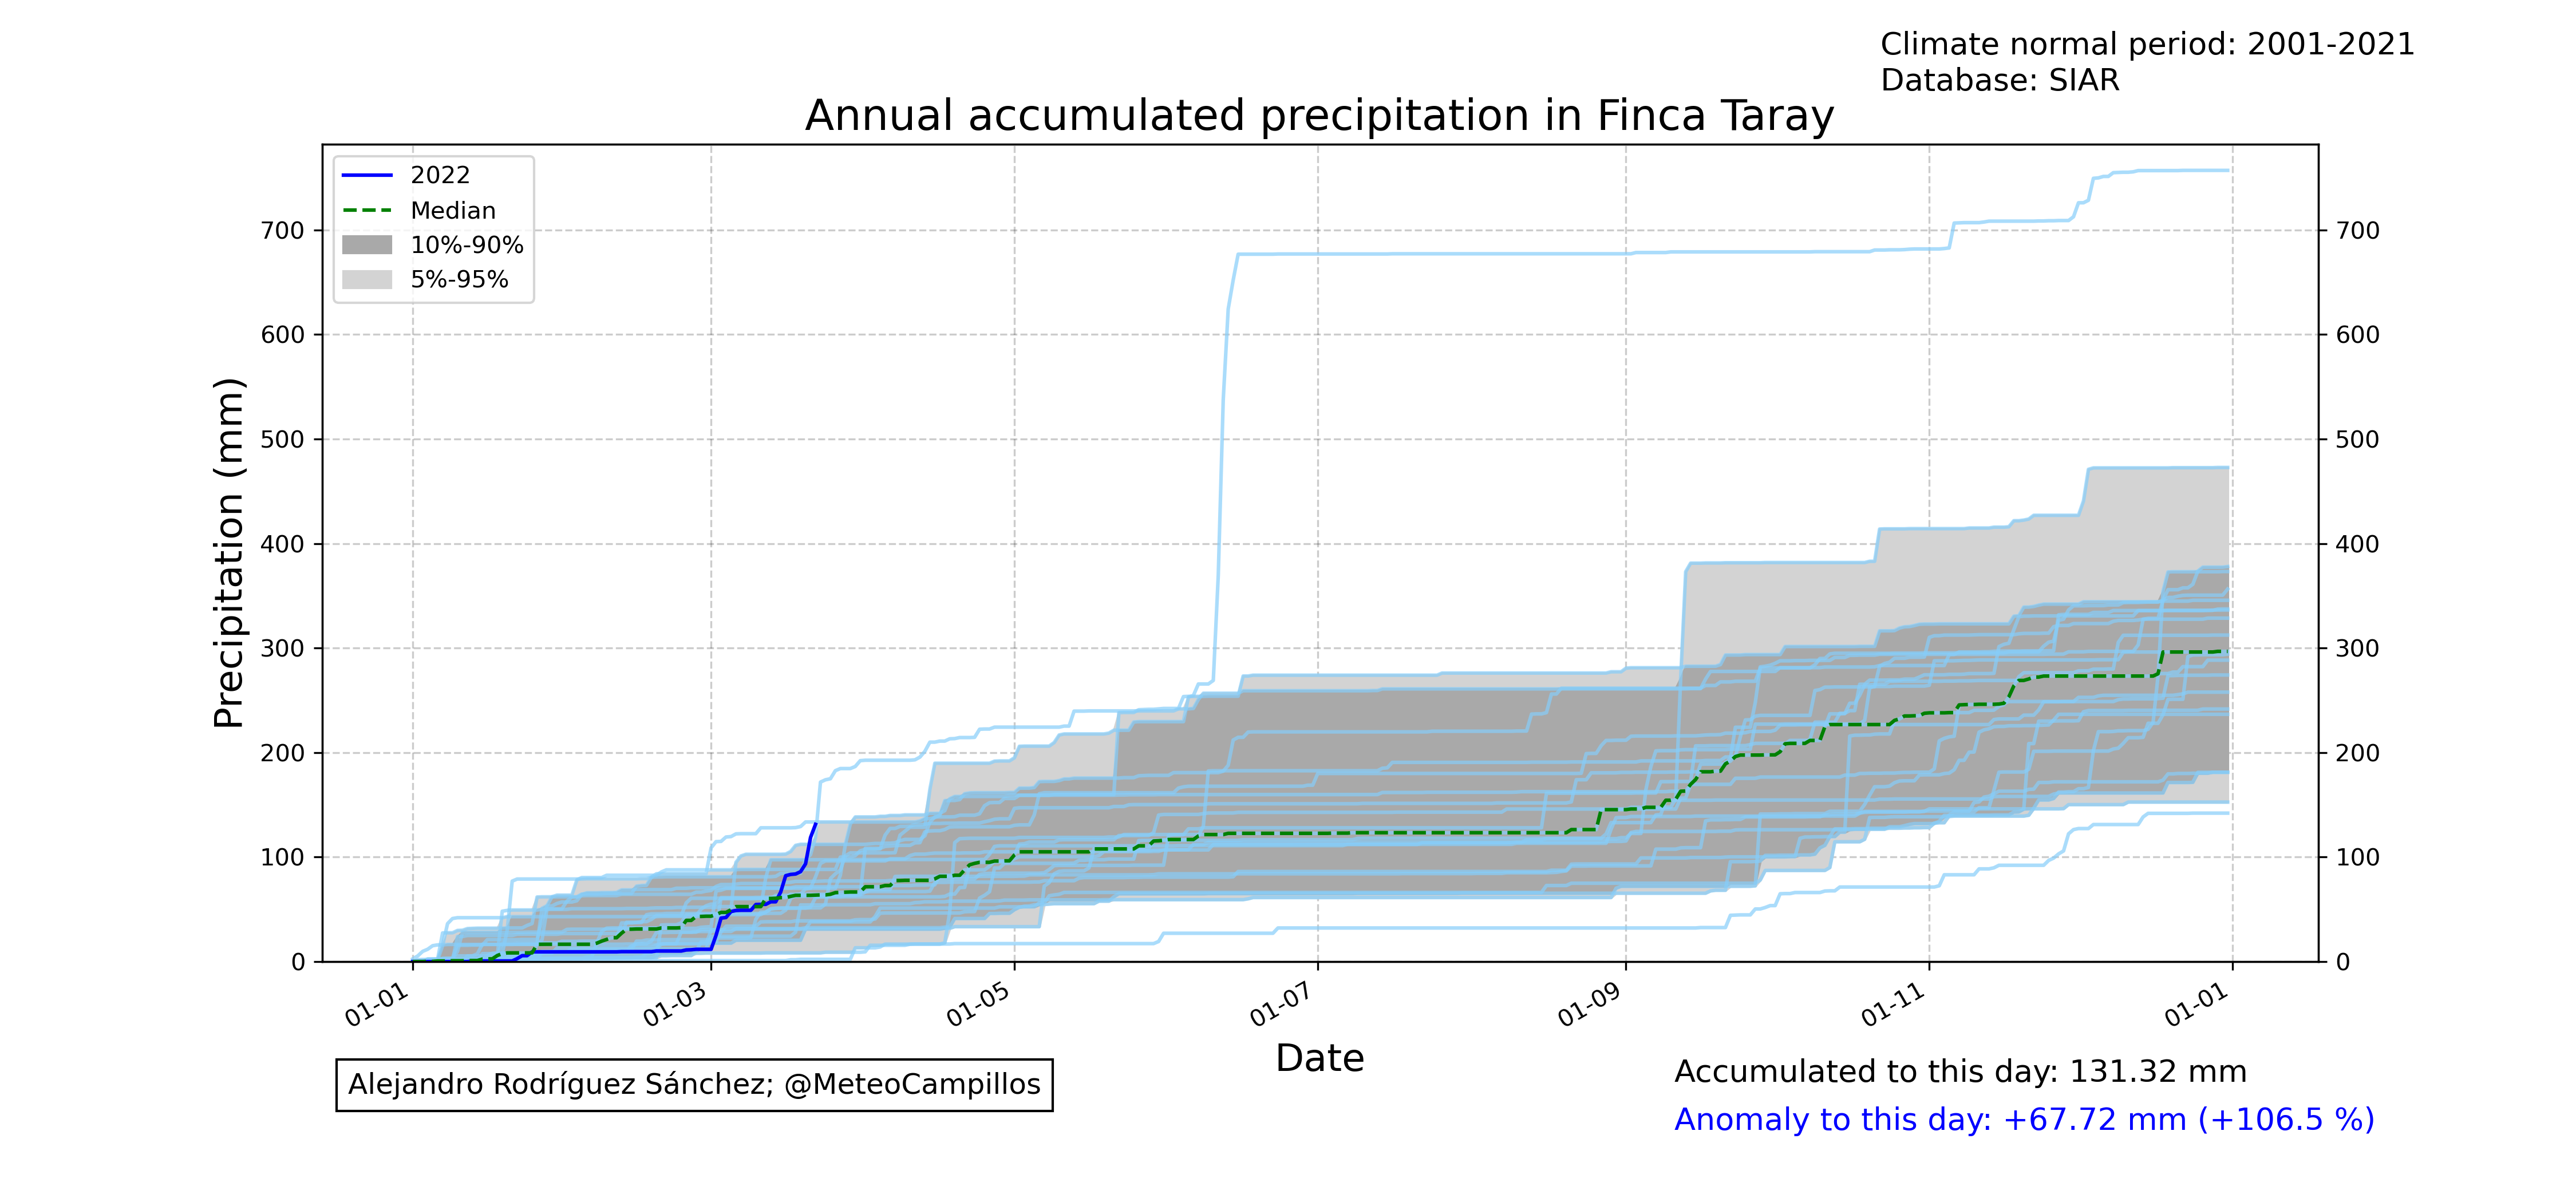 Climate normal period: 2001-2021
Database: SIAR
Annual accumulated precipitation in Finca Taray
2022
Median
10%-90%
5%-95%
Precipitation (mm)
700
600
500
400
300
200
100
0
700
600
500
400
300
200
100
0
01-01
01-03
01-05
01-07
01-09
01-11
01-01
Date
Alejandro Rodríguez Sánchez; @MeteoCampillos
Accumulated to this day: 131.32 mm
Anomaly to this day: +67.72 mm (+106.5 %)